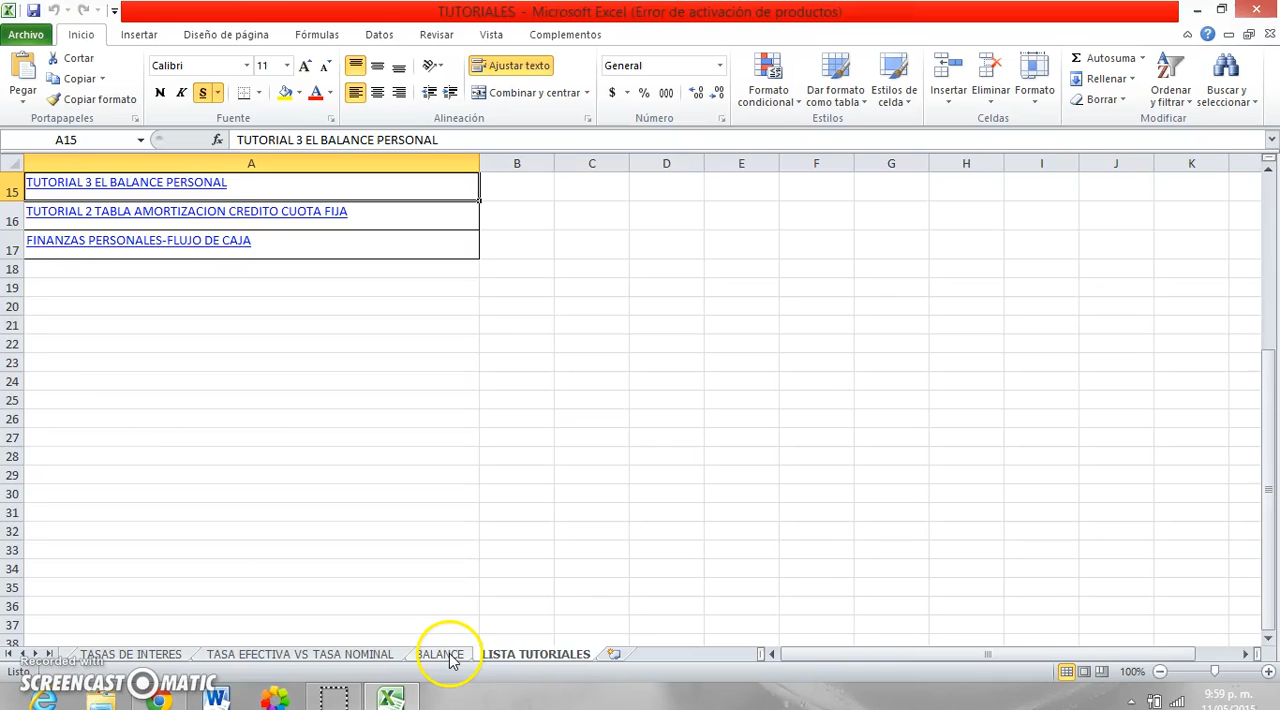 TUTORIALES - Microsoft Excel (Error de activación de productos)
Archivo Inicio Insertar Diseño de página Fórmulas Datos Revisar Vista Complementos
Pegar Cortar Copiar Copiar formato Portapapeles
Calibri 11 N K S A A A Fuente
Ajustar texto Combinar y centrar Alineación
General $ % 000 Número
Formato condicional Dar formato como tabla Estilos de celda Estilos
Insertar Eliminar Formato Celdas
Σ Autosuma Rellenar Borrar Ordenar y filtrar Buscar y seleccionar Modificar
A15 fx TUTORIAL 3 EL BALANCE PERSONAL
A B C D E F G H I J K
15 TUTORIAL 3 EL BALANCE PERSONAL
16 TUTORIAL 2 TABLA AMORTIZACION CREDITO CUOTA FIJA
17 FINANZAS PERSONALES-FLUJO DE CAJA
18
19
20
21
22
23
24
25
26
27
28
29
30
31
32
33
34
35
36
37
38
TASAS DE INTERES TASA EFECTIVA VS TASA NOMINAL BALANCE LISTA TUTORIALES
Recorded with
Listo 100%
SCREENCAST MATIC
9:59 p. m.
11/05/2015